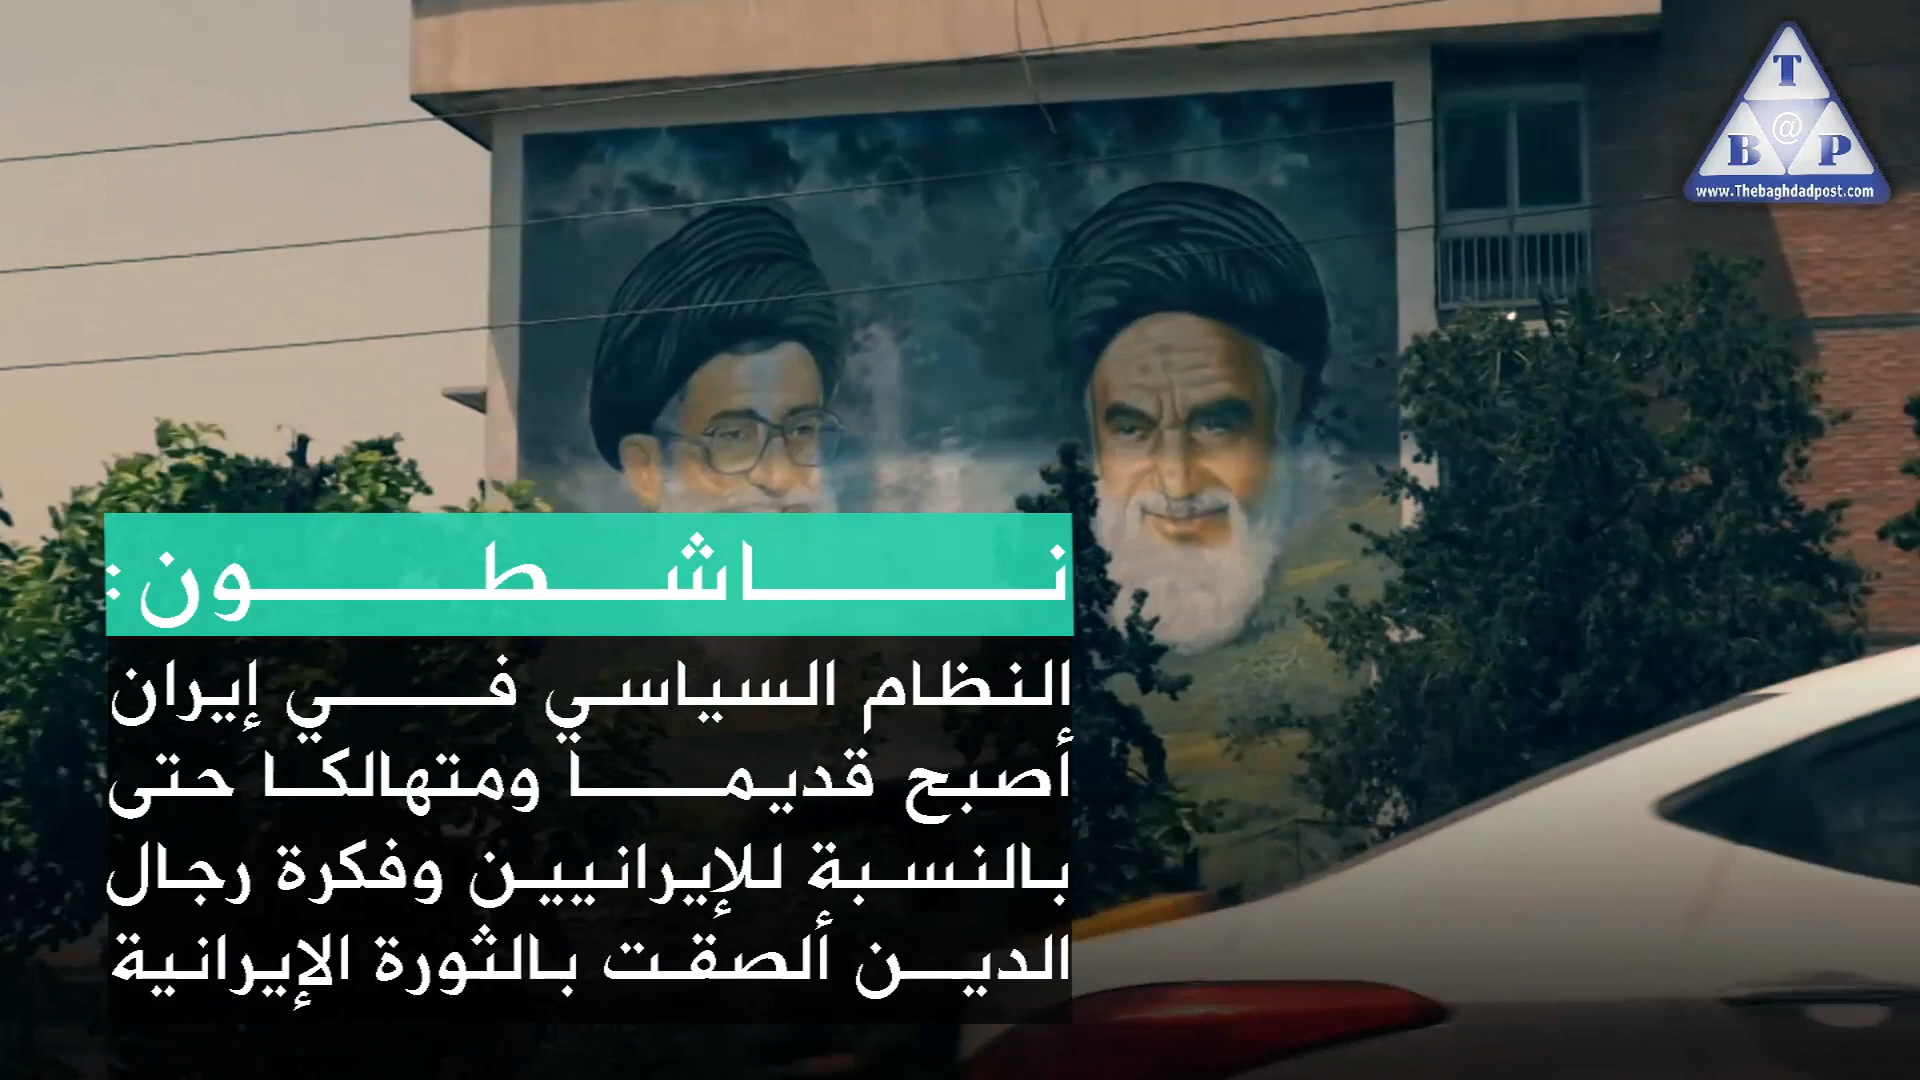 T
B @ P
www.Thebaghdadpost.com
ناشطون:
النظام السياسي في إيران
أصبح قديما ومتهالكا حتى
بالنسبة للإيرانيين وفكرة رجال
الدين ألصقت بالثورة الإيرانية